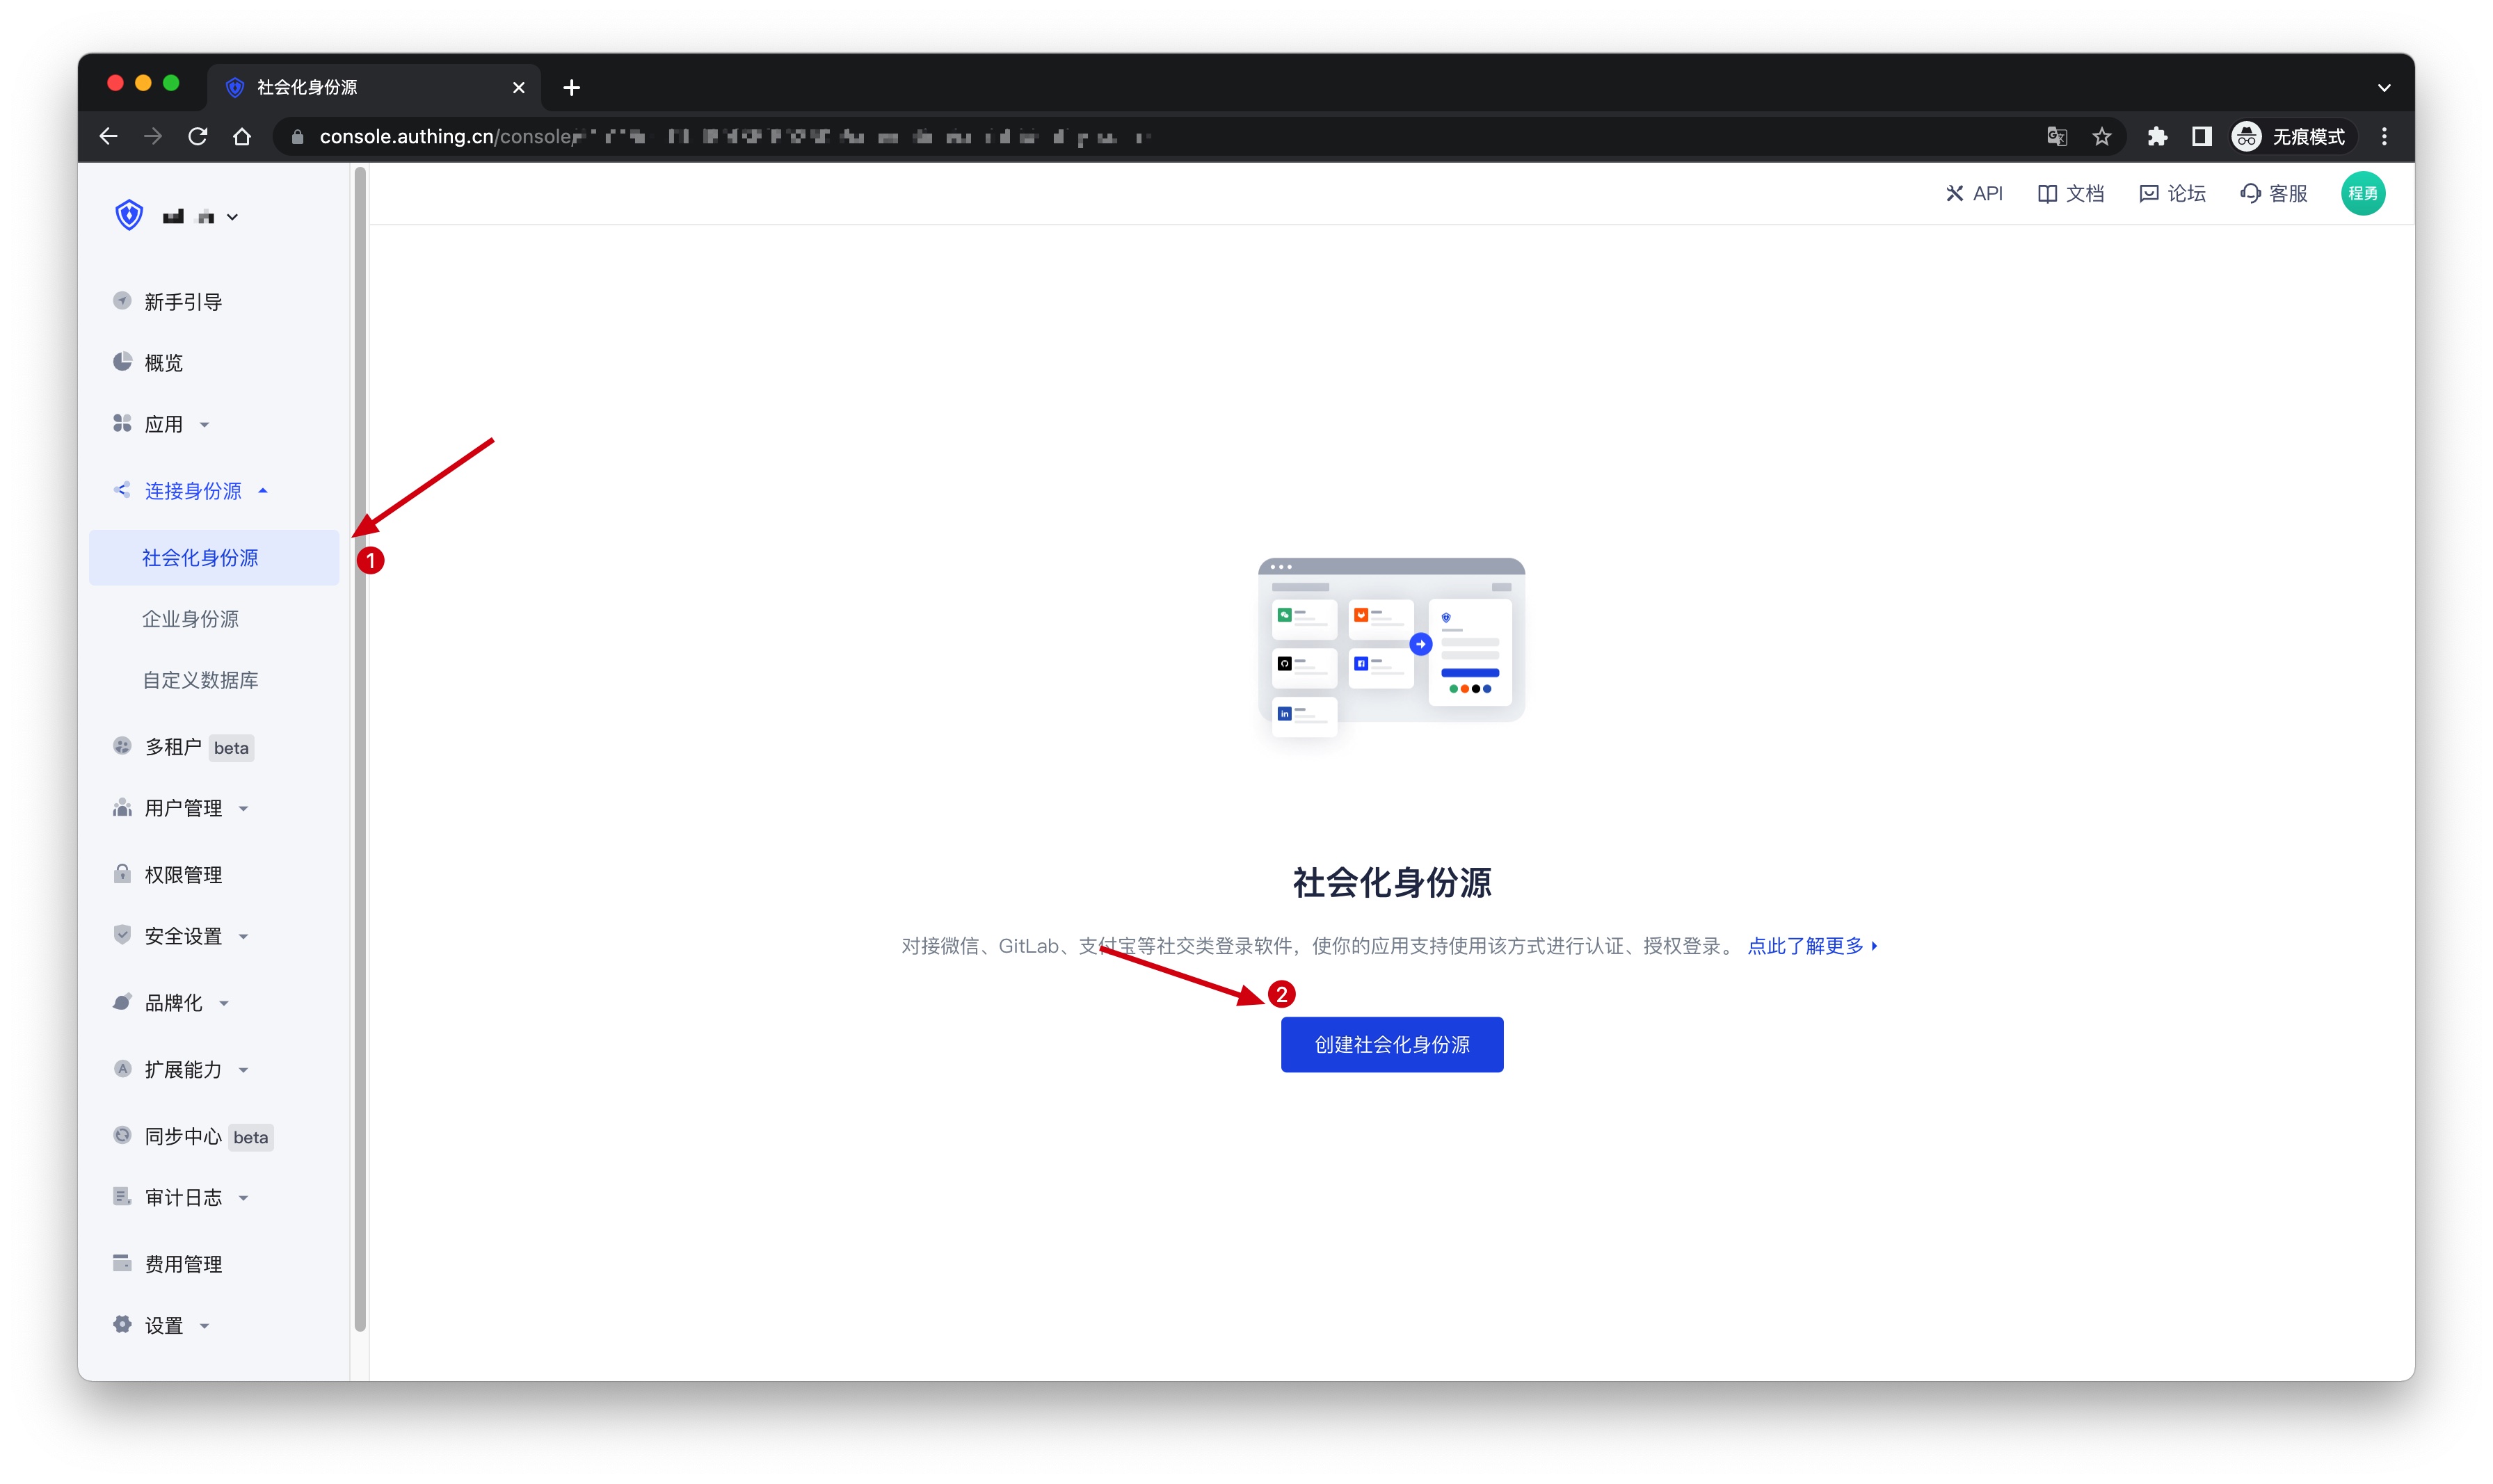 社会化身份源
console.authing.cn/console/
无痕模式
API 文档 论坛 客服 程勇
新手引导
概览
应用
连接身份源
社会化身份源
1
企业身份源
自定义数据库
多租户 beta
用户管理
权限管理
安全设置
品牌化
扩展能力
同步中心 beta
审计日志
费用管理
设置
in
社会化身份源
对接微信、GitLab、支付宝等社交类登录软件，使你的应用支持使用该方式进行认证、授权登录。 点此了解更多
2
创建社会化身份源